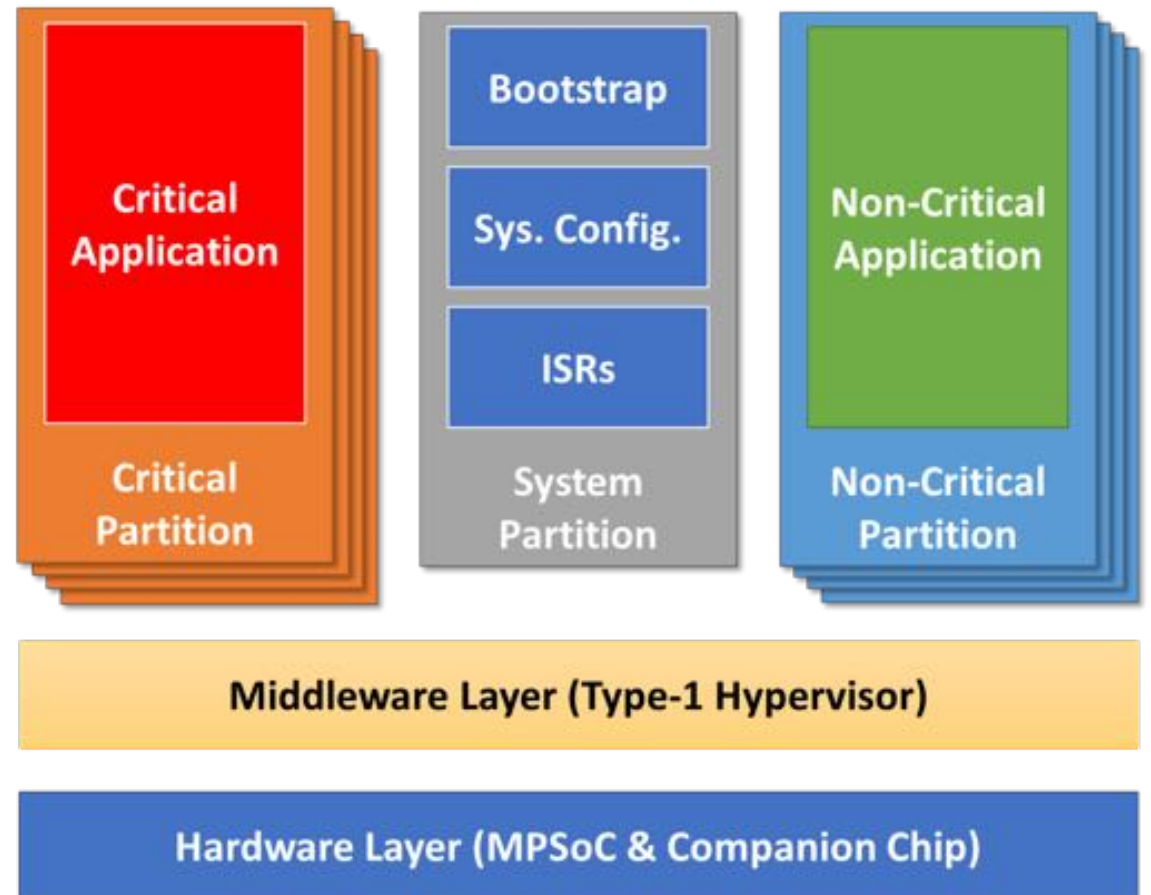 Critical
Application
Critical
Partition
Bootstrap
Sys. Config.
ISRs
System
Partition
Non-Critical
Application
Non-Critical
Partition
Middleware Layer (Type-1 Hypervisor)
Hardware Layer (MPSoC & Companion Chip)